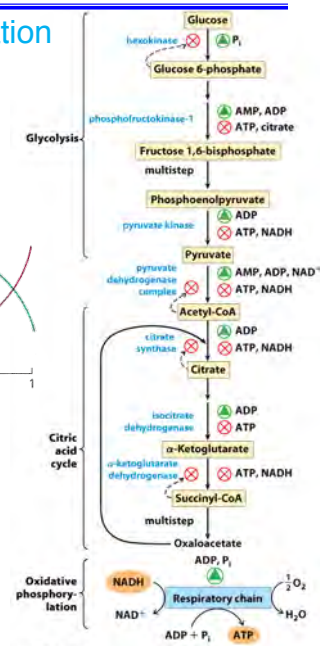 tion
Glucose
hexokinase
Pi
Glucose 6-phosphate
phosphofructokinase-1
AMP, ADP
ATP, citrate
Glycolysis
Fructose 1,6-bisphosphate
multistep
Phosphoenolpyruvate
ADP
pyruvate kinase
ATP, NADH
Pyruvate
pyruvate
dehydrogenase
complex
AMP, ADP, NAD+
ATP, NADH
Acetyl-CoA
ADP
citrate
synthase
ATP, NADH
Citrate
1
isocitrate
dehydrogenase
ADP
ATP
Citric
acid
cycle
α-Ketoglutarate
α-ketoglutarate
dehydrogenase
ATP, NADH
Succinyl-CoA
multistep
Oxaloacetate
ADP, Pi
Oxidative
phosphory-
lation
NADH
½O2
Respiratory chain
NAD+
H2O
ADP + Pi
ATP